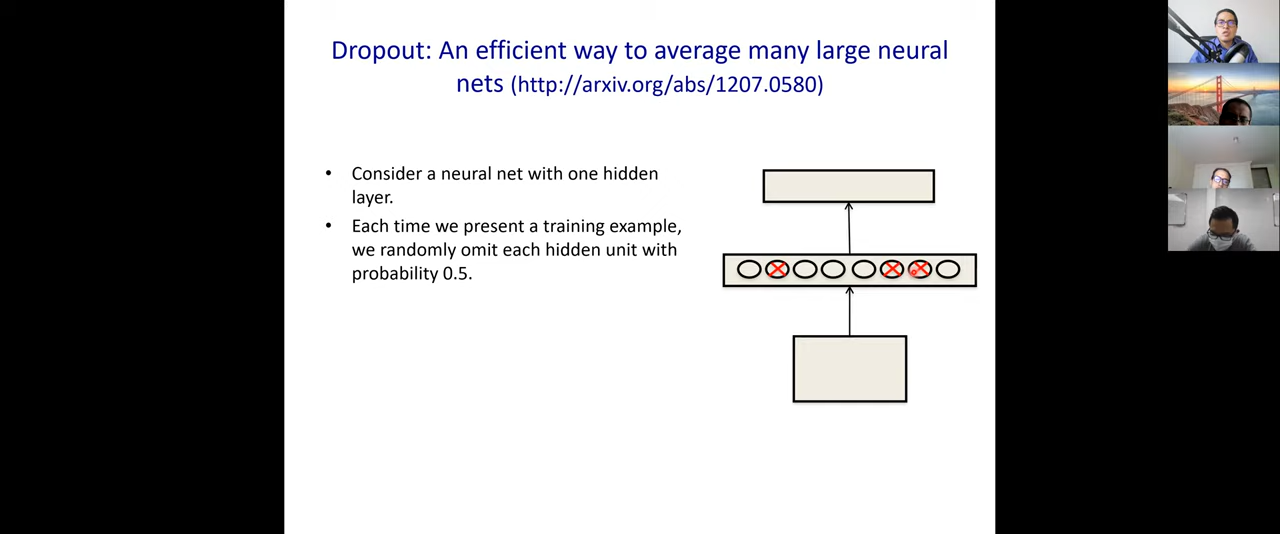 Dropout: An efficient way to average many large neural
nets (http://arxiv.org/abs/1207.0580)
• Consider a neural net with one hidden
layer.
• Each time we present a training example,
we randomly omit each hidden unit with
probability 0.5.